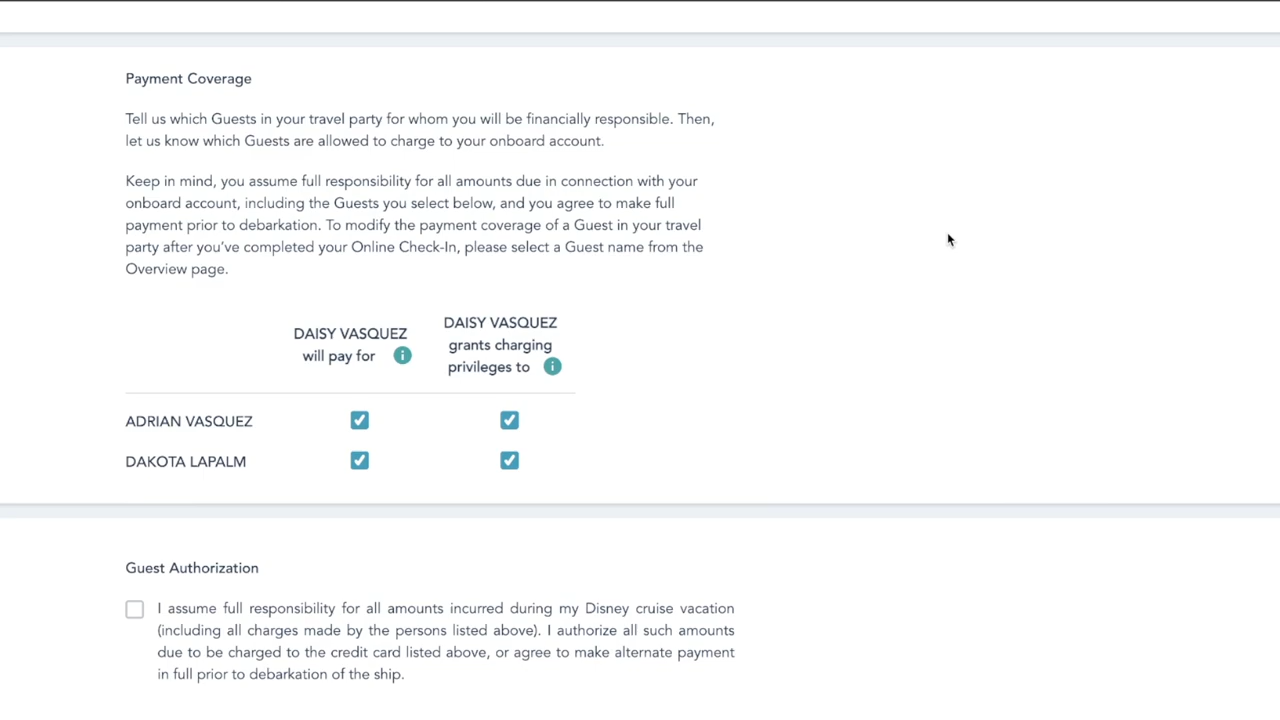 Payment Coverage
Tell us which Guests in your travel party for whom you will be financially responsible. Then,
let us know which Guests are allowed to charge to your onboard account.
Keep in mind, you assume full responsibility for all amounts due in connection with your
onboard account, including the Guests you select below, and you agree to make full
payment prior to debarkation. To modify the payment coverage of a Guest in your travel
party after you've completed your Online Check-In, please select a Guest name from the
Overview page.
DAISY VASQUEZ
will pay for
DAISY VASQUEZ
grants charging
privileges to
ADRIAN VASQUEZ
DAKOTA LAPALM
Guest Authorization
I assume full responsibility for all amounts incurred during my Disney cruise vacation
(including all charges made by the persons listed above). I authorize all such amounts
due to be charged to the credit card listed above, or agree to make alternate payment
in full prior to debarkation of the ship.